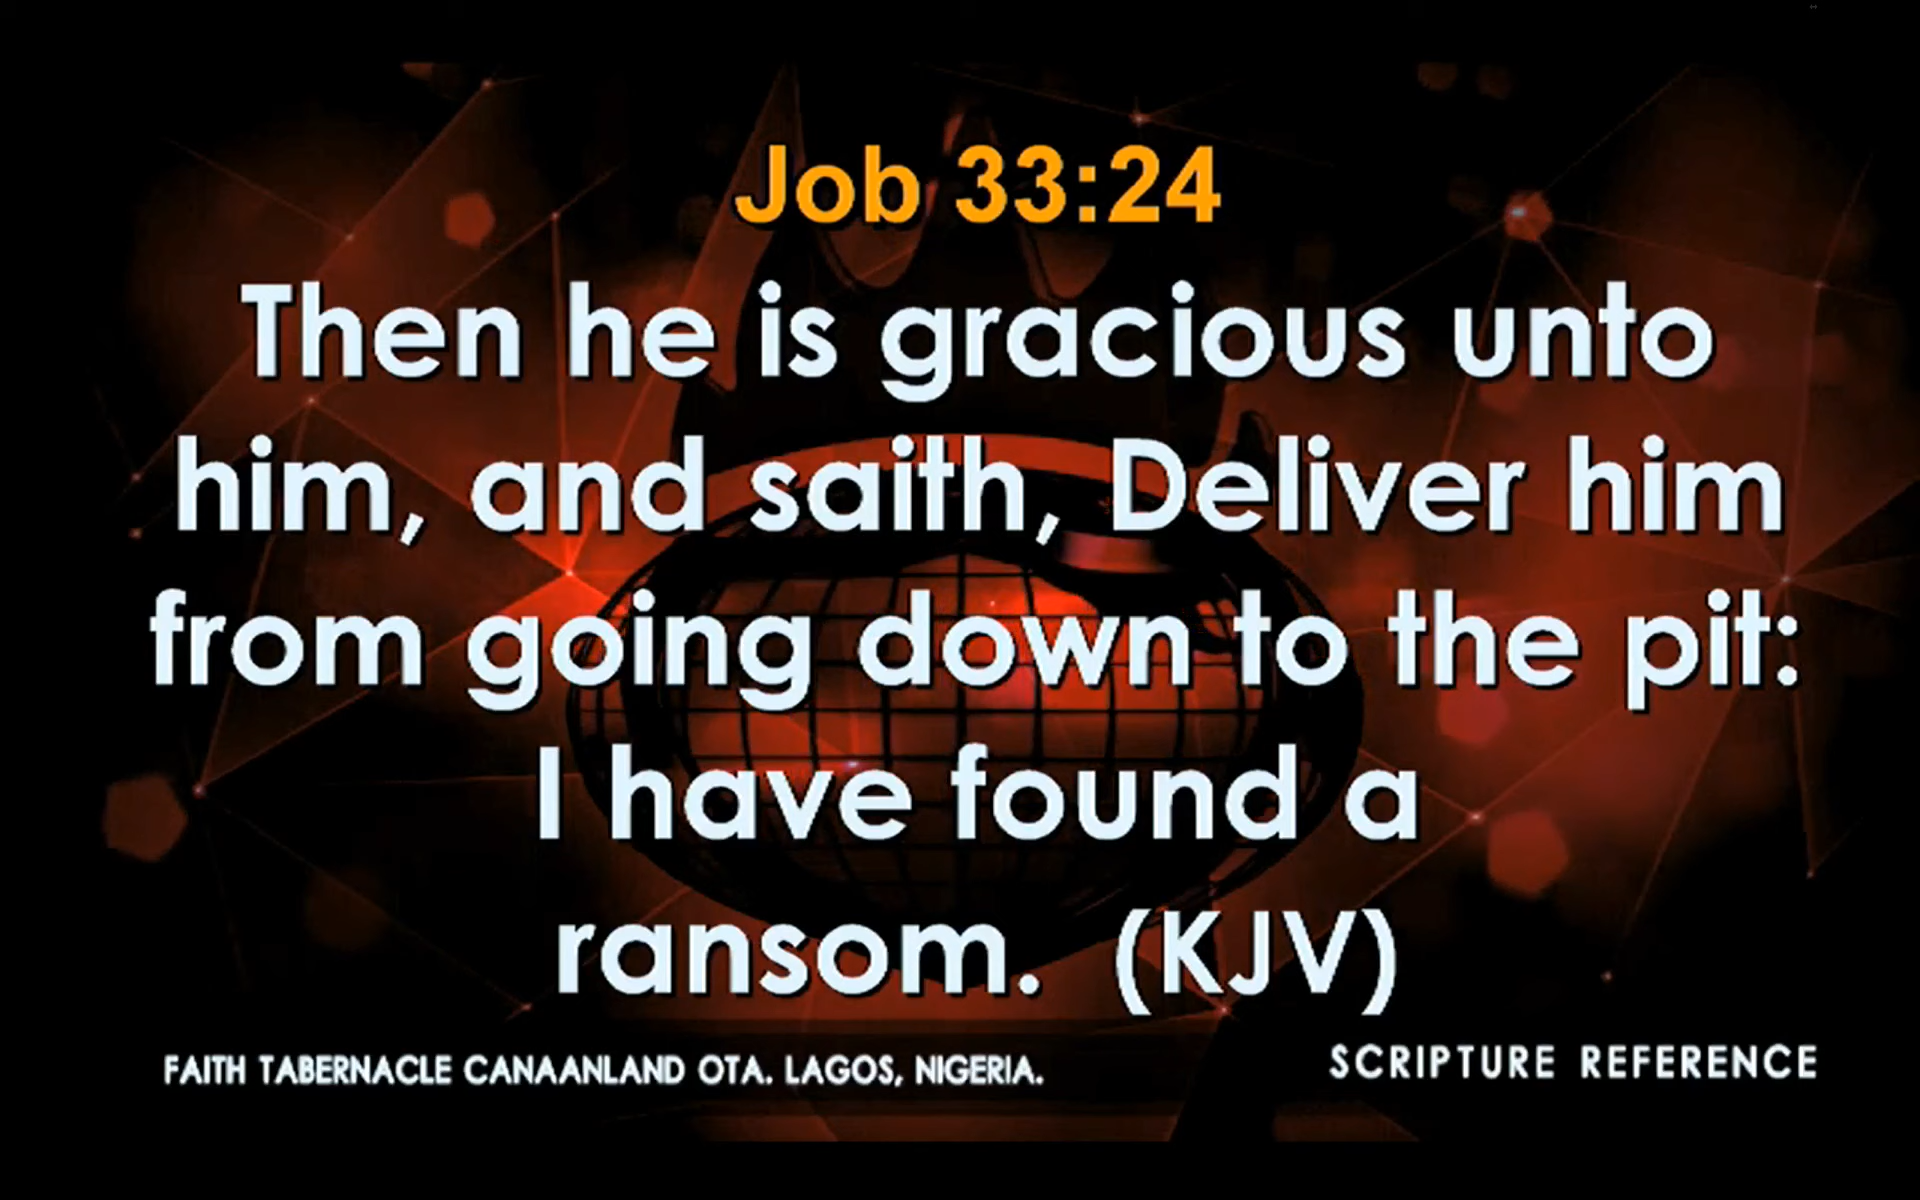 Job 33:24
Then he is gracious unto
him, and saith, Deliver him
from going down to the pit:
I have found a
ransom. (KJV)
FAITH TABERNACLE CANAANLAND OTA. LAGOS, NIGERIA.
SCRIPTURE REFERENCE